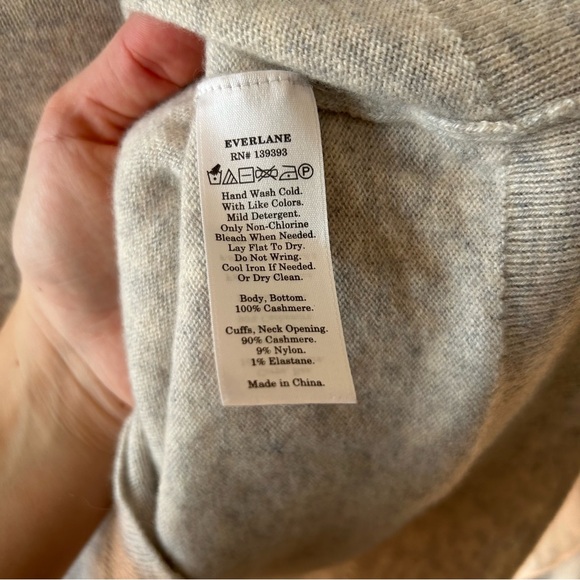 EVERLANE
RN# 139393
P
Hand Wash Cold.
With Like Colors.
Mild Detergent.
Only Non-Chlorine
Bleach When Needed.
Lay Flat To Dry.
Do Not Wring.
Cool Iron If Needed.
Or Dry Clean.
Body, Bottom.
100% Cashmere.
Cuffs, Neck Opening.
90% Cashmere.
9% Nylon.
1% Elastane.
Made in China.